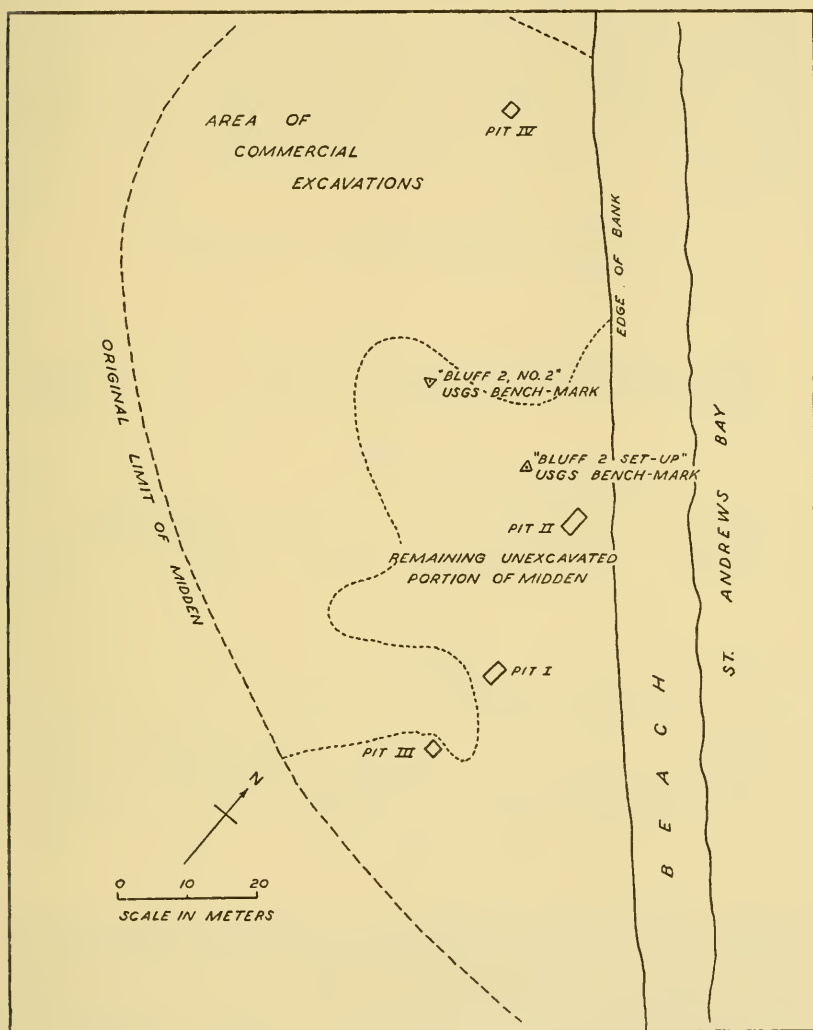 AREA OF
COMMERCIAL
EXCAVATIONS
PIT IV
EDGE OF BANK
ORIGINAL LIMIT OF MIDDEN
"BLUFF 2, NO. 2"
USGS BENCH-MARK
"BLUFF 2 SET-UP"
USGS BENCH-MARK
ST. ANDREWS BAY
PIT II
REMAINING UNEXCAVATED
PORTION OF MIDDEN
PIT I
PIT III
BEACH
N
0 10 20
SCALE IN METERS